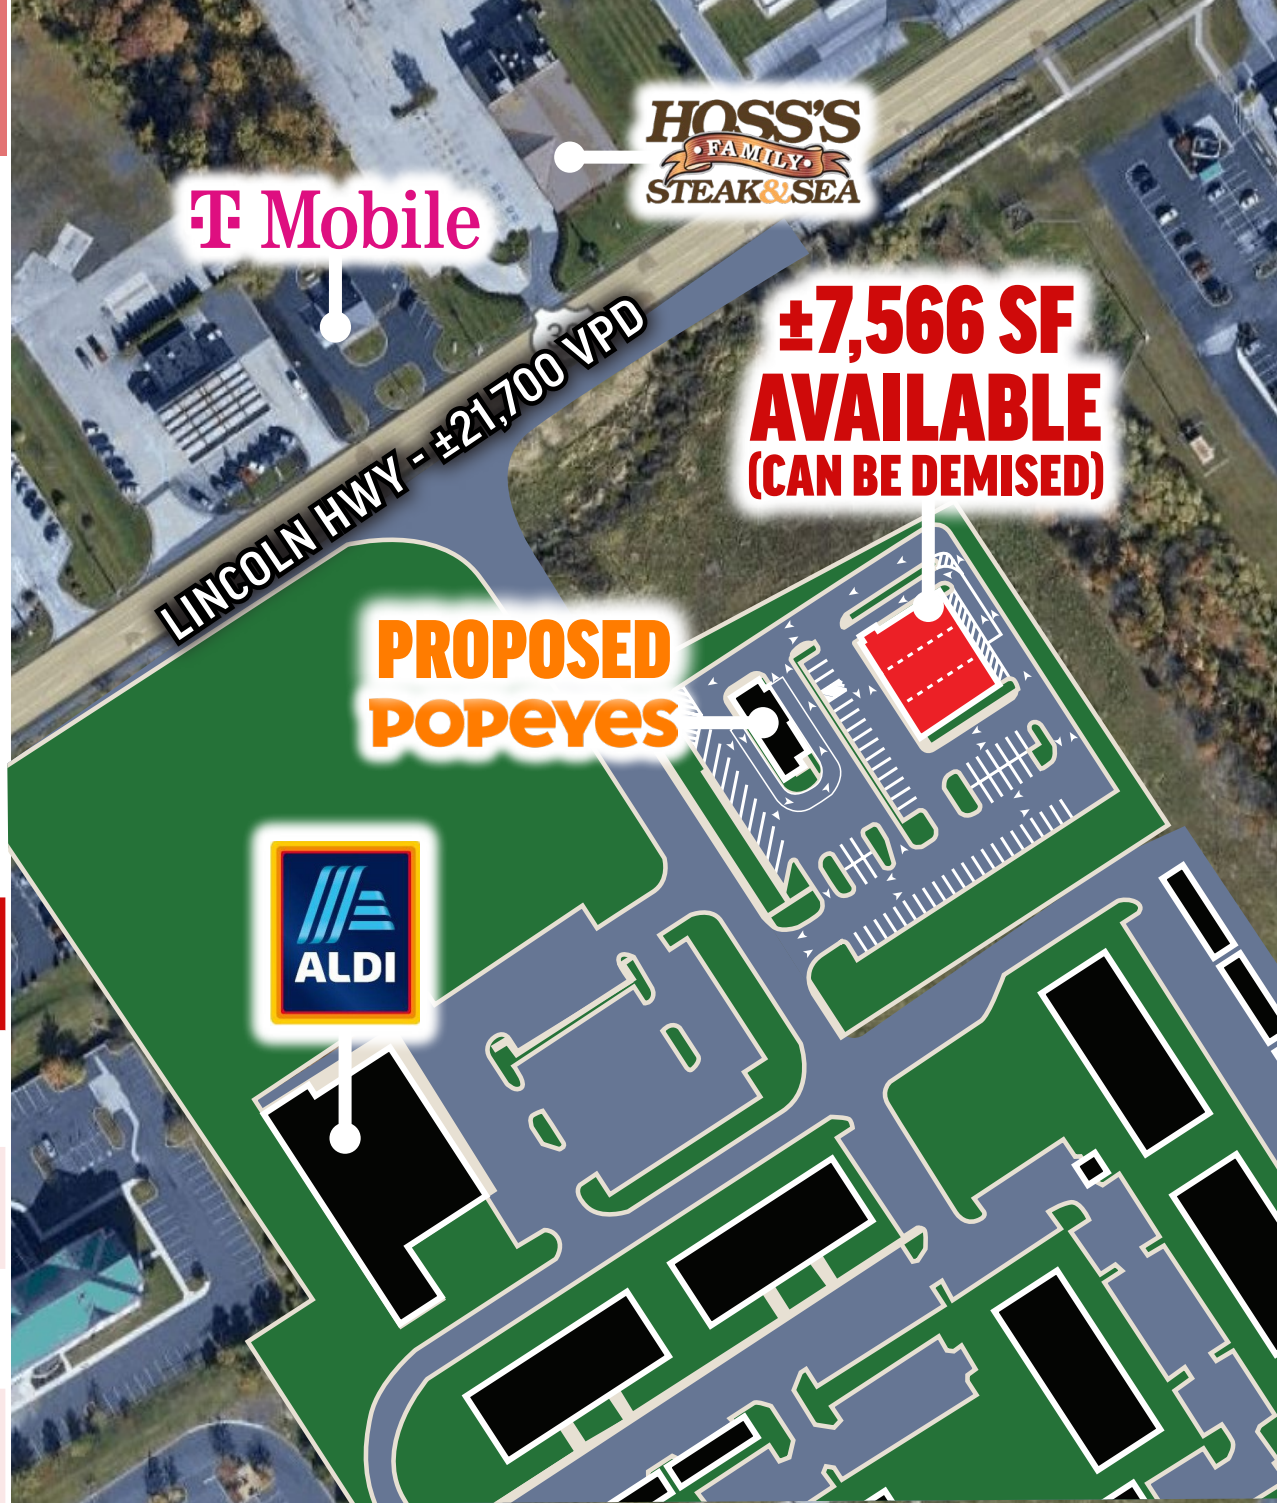 HOSS'S
•FAMILY•
STEAK&SEA
T Mobile
±7,566 SF
AVAILABLE
(CAN BE DEMISED)
LINCOLN HWY - ±21,700 VPD
PROPOSED
POPEYES
ALDI